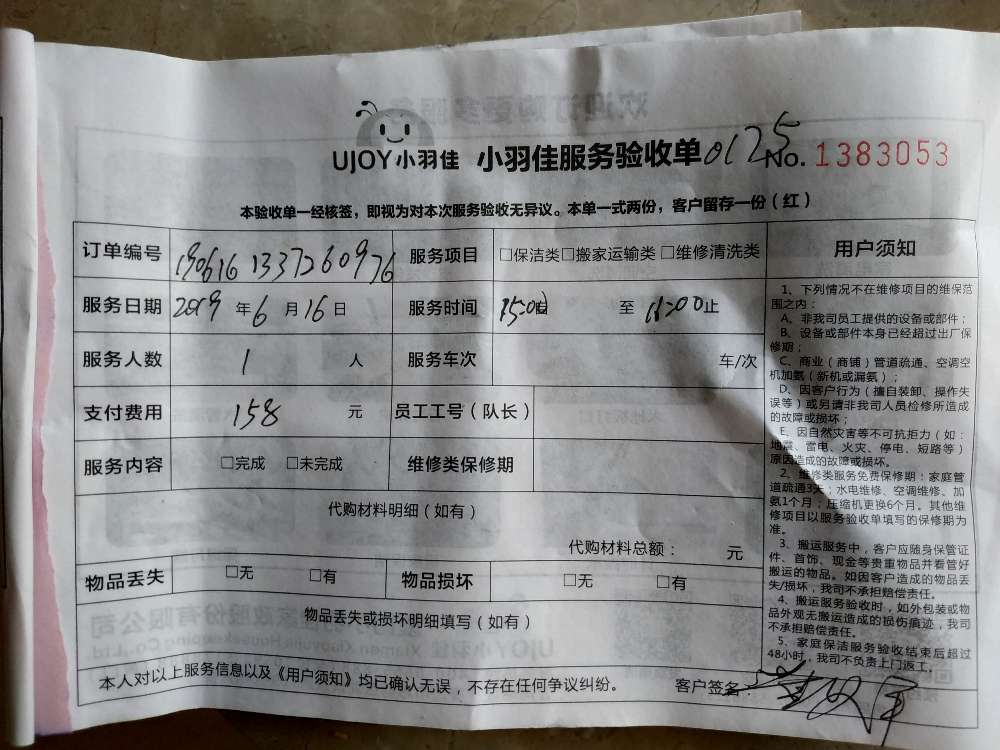 UJOY小羽佳 小羽佳服务验收单 0125 No. 1383053
本验收单一经核签，即视为对本次服务验收无异议。本单一式两份，客户留存一份（红）
订单编号 1906161337260976 服务项目 □保洁类□搬家运输类 □维修清洗类
服务日期 2019 年 6 月 16 日 服务时间 至 止
服务人数 1 人 服务车次 车/次
支付费用 158 元 员工工号（队长）
服务内容 □完成 □未完成 维修类保修期
代购材料明细（如有）
代购材料总额： 元
物品丢失 □无 □有 物品损坏 □无 □有
物品丢失或损坏明细填写（如有）
本人对以上服务信息以及《用户须知》均已确认无误，不存在任何争议纠纷。 客户签名：
用户须知
1、下列情况不在维修项目的维保范
围之内：
A、非我司员工提供的设备或部件；
B、设备或部件本身已经超过出厂保
修期；
C、商业（商铺）管道疏通、空调空
机加氨（新机或漏氨）；
D、因客户行为（擅自装卸、操作失
误等）或另请非我司人员检修所造成
的故障或损坏；
E、因自然灾害等不可抗拒力（如：
地震、雷电、火灾、停电、短路等）
原因造成的故障或损坏。
2、维修类服务免费保修期：家庭管
道疏通3天；水电维修、空调维修、加
氨1个月；压缩机更换6个月。其他维
修项目以服务验收单填写的保修期为
准。
3、搬运服务中，客户应随身保管证
件、首饰、现金等贵重物品并看管好
搬运的物品。如因客户造成的物品丢
失/损坏，我司不承担赔偿责任。
4、搬运服务验收时，如外包装或物
品外观无搬运造成的损伤痕迹，我司
不承担赔偿责任。
5、家庭保洁服务验收结束后超过
48小时，我司不负责上门返工。